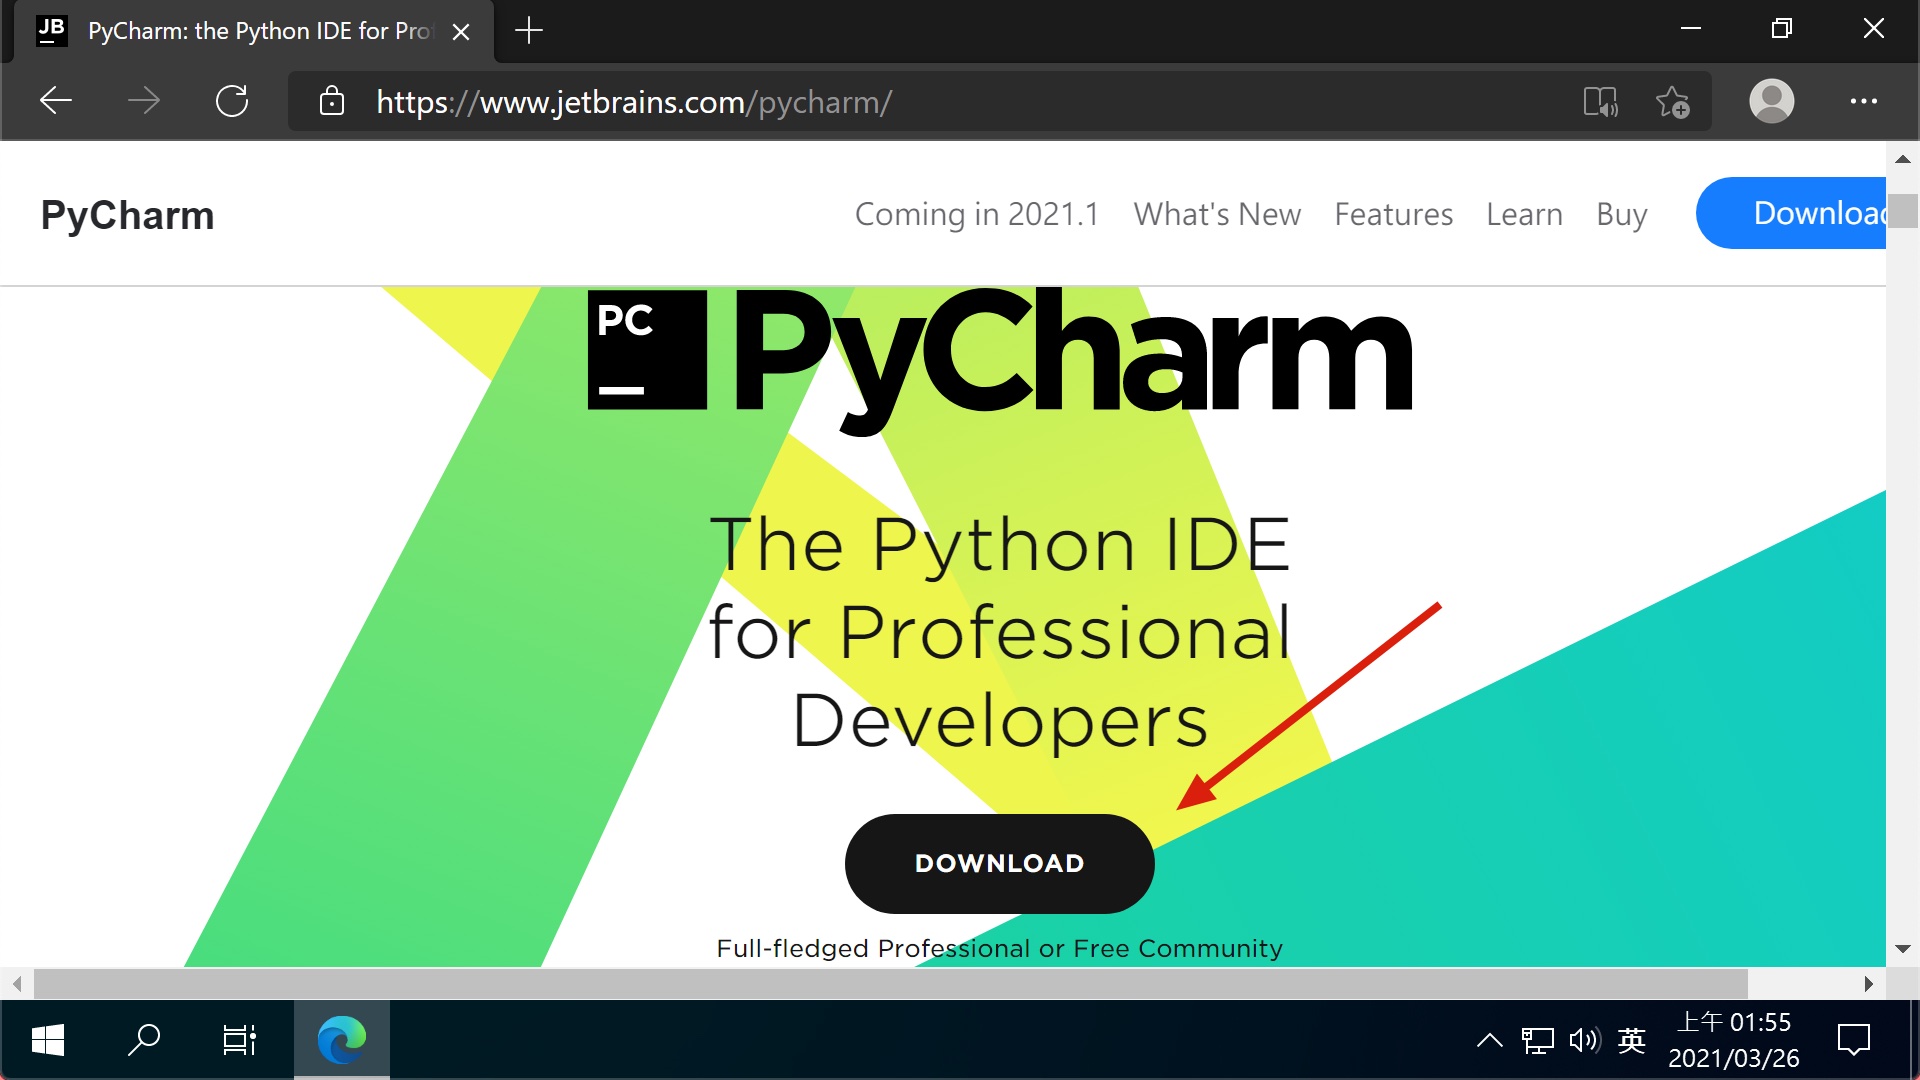 JB
PyCharm: the Python IDE for Pro
https://www.jetbrains.com/pycharm/
PyCharm
Coming in 2021.1
What's New
Features
Learn
Buy
Download
PC
PyCharm
The Python IDE
for Professional
Developers
DOWNLOAD
Full-fledged Professional or Free Community
英
上午 01:55
2021/03/26